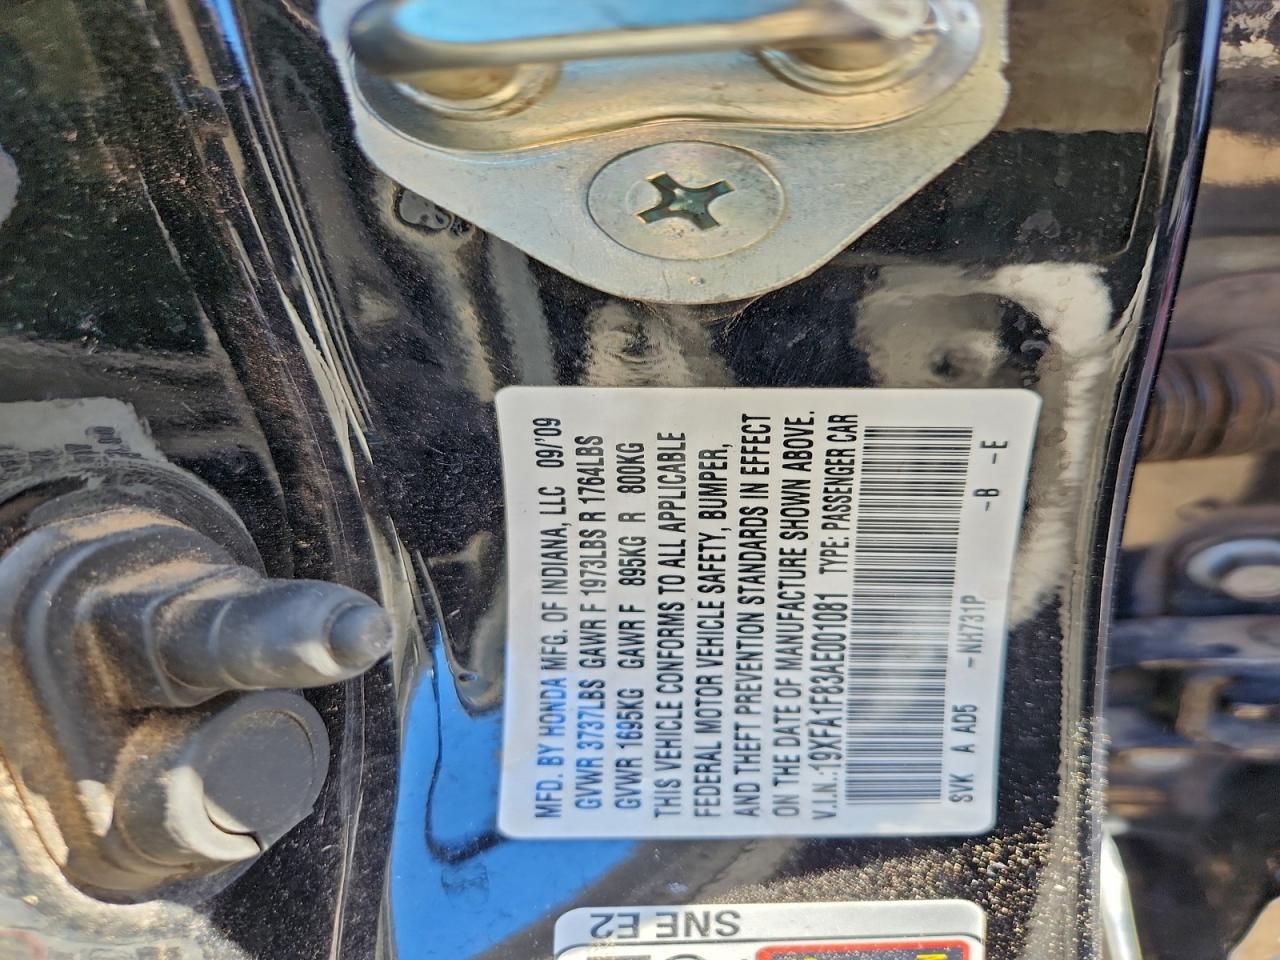 MFD. BY HONDA MFG. OF INDIANA, LLC 09/'09
GVWR 3737LBS GAWR F 1973LBS R 1764LBS
GVWR 1695KG GAWR F 895KG R 800KG
THIS VEHICLE CONFORMS TO ALL APPLICABLE
FEDERAL MOTOR VEHICLE SAFETY, BUMPER,
AND THEFT PREVENTION STANDARDS IN EFFECT
ON THE DATE OF MANUFACTURE SHOWN ABOVE.
V.I.N.:19XFA1F83AE001081 TYPE: PASSENGER CAR
SVK A AD5 -NH731P -B -E
SNE E2